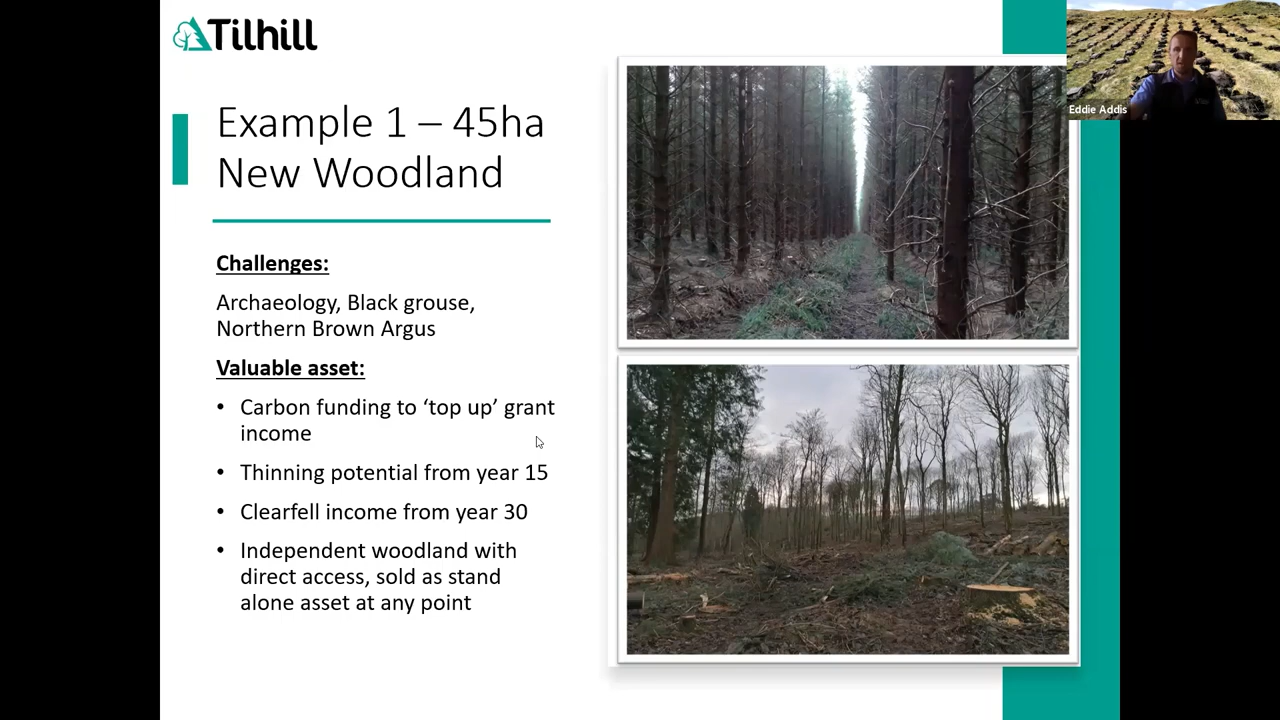 Tilhill
Example 1 – 45ha
New Woodland
Eddie Addis
Challenges:
Archaeology, Black grouse,
Northern Brown Argus
Valuable asset:
• Carbon funding to ‘top up’ grant
income
• Thinning potential from year 15
• Clearfell income from year 30
• Independent woodland with
direct access, sold as stand
alone asset at any point